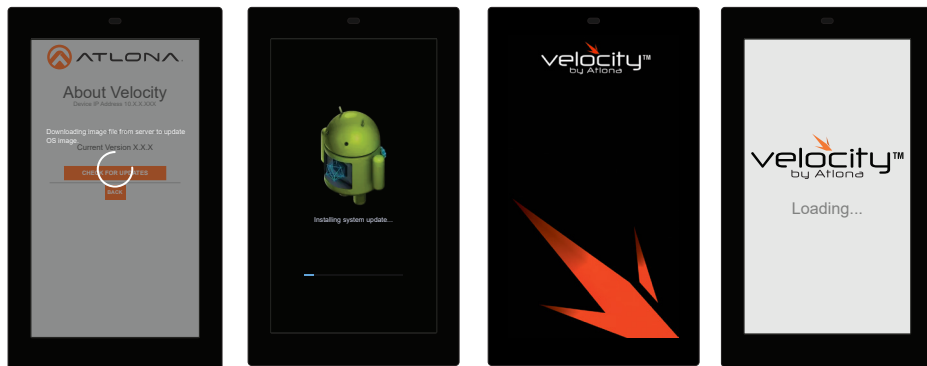 ATLONA.
About Velocity
Device IP Address 10.X.X.XXX
Downloading image file from server to update
OS image.
Current Version X.X.X
CHECK FOR UPDATES
BACK
Installing system update...
velocity™
by Atlona
velocity™
by Atlona
Loading...